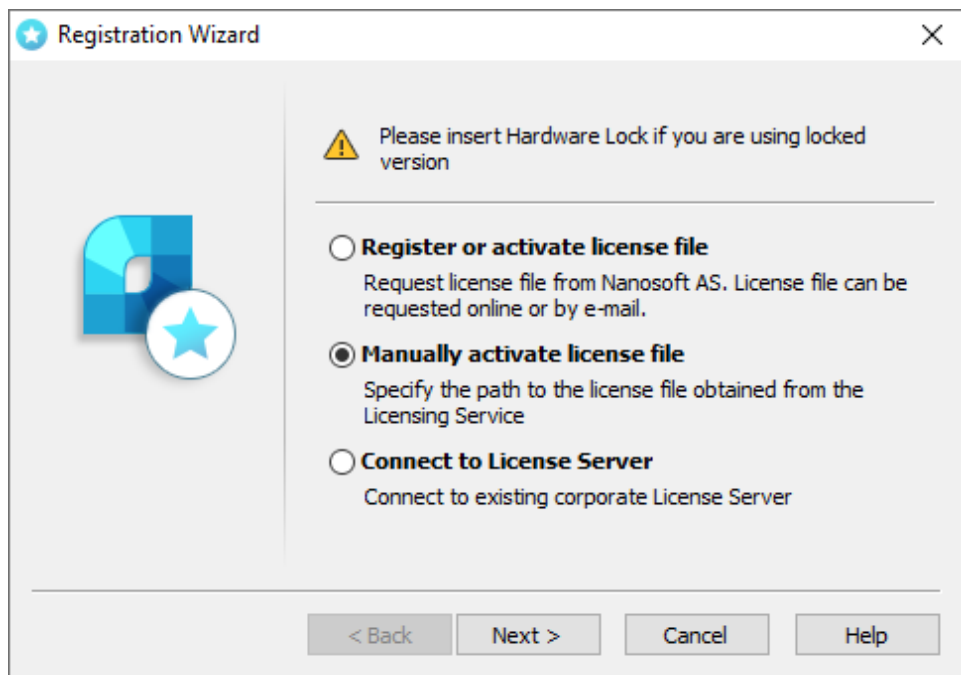 Registration Wizard
Please insert Hardware Lock if you are using locked
version
Register or activate license file
Request license file from Nanosoft AS. License file can be
requested online or by e-mail.
Manually activate license file
Specify the path to the license file obtained from the
Licensing Service
Connect to License Server
Connect to existing corporate License Server
< Back Next > Cancel Help